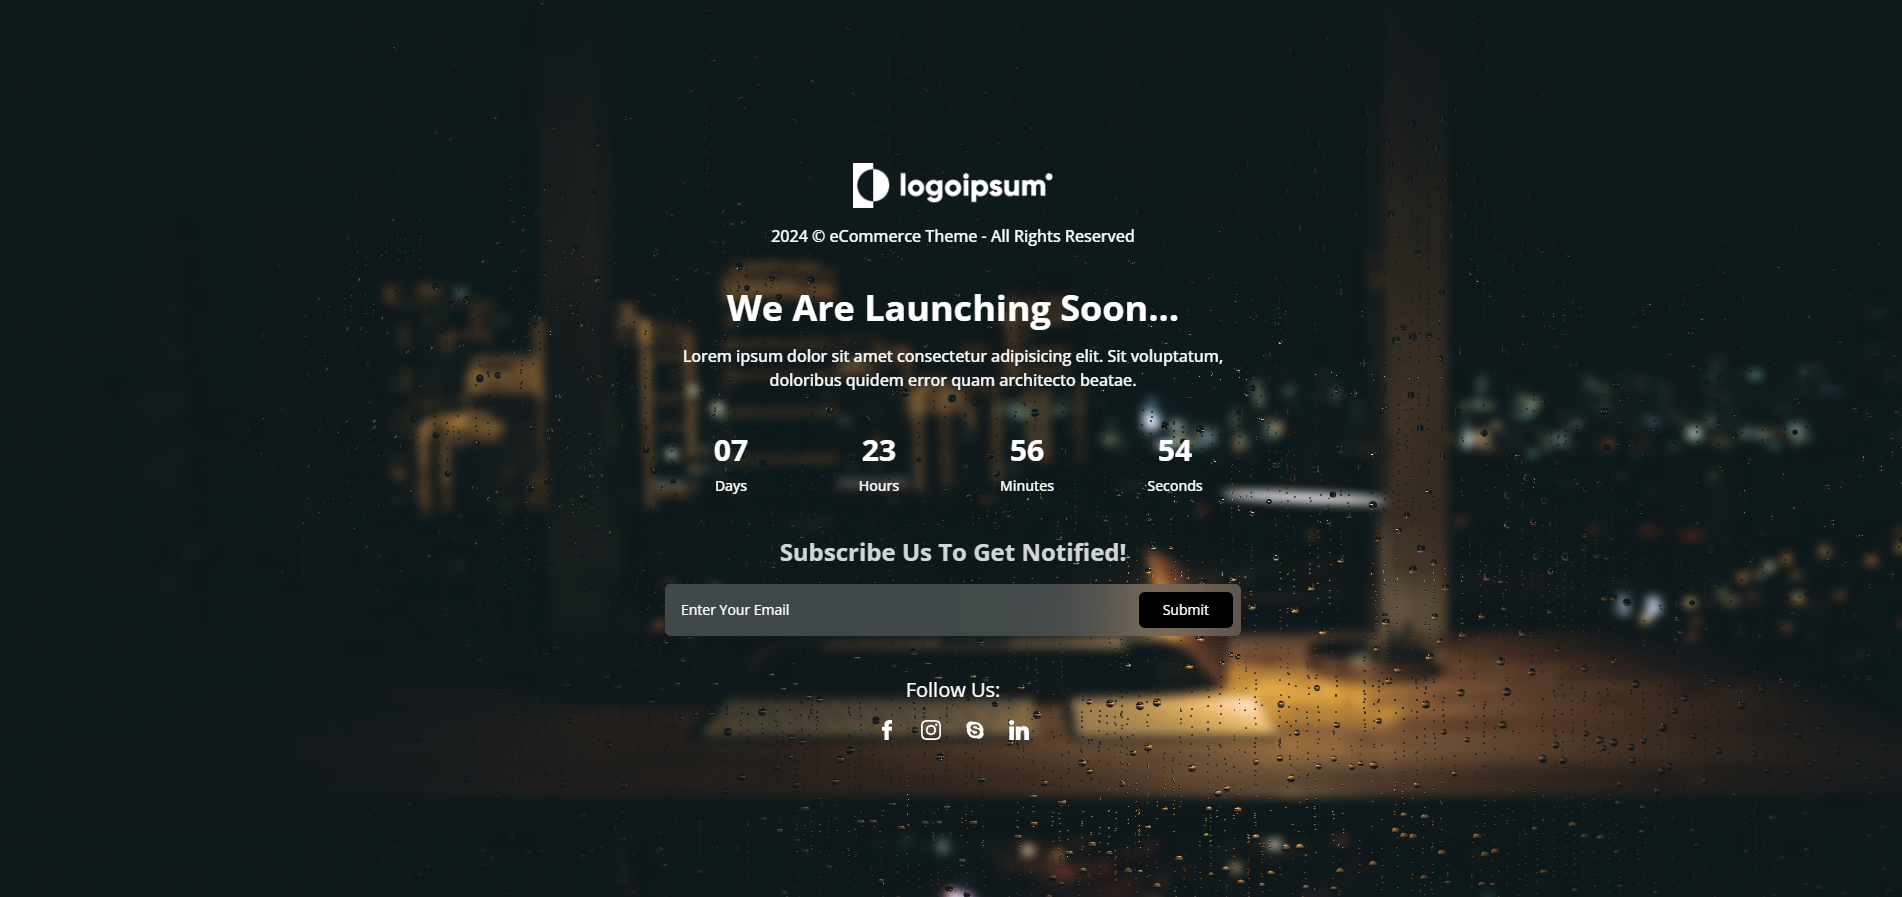 logoipsum
2024 © eCommerce Theme - All Rights Reserved
We Are Launching Soon...
Lorem ipsum dolor sit amet consectetur adipisicing elit. Sit voluptatum,
doloribus quidem error quam architecto beatae.
07 23 56 54
Days Hours Minutes Seconds
Subscribe Us To Get Notified!
Enter Your Email Submit
Follow Us: